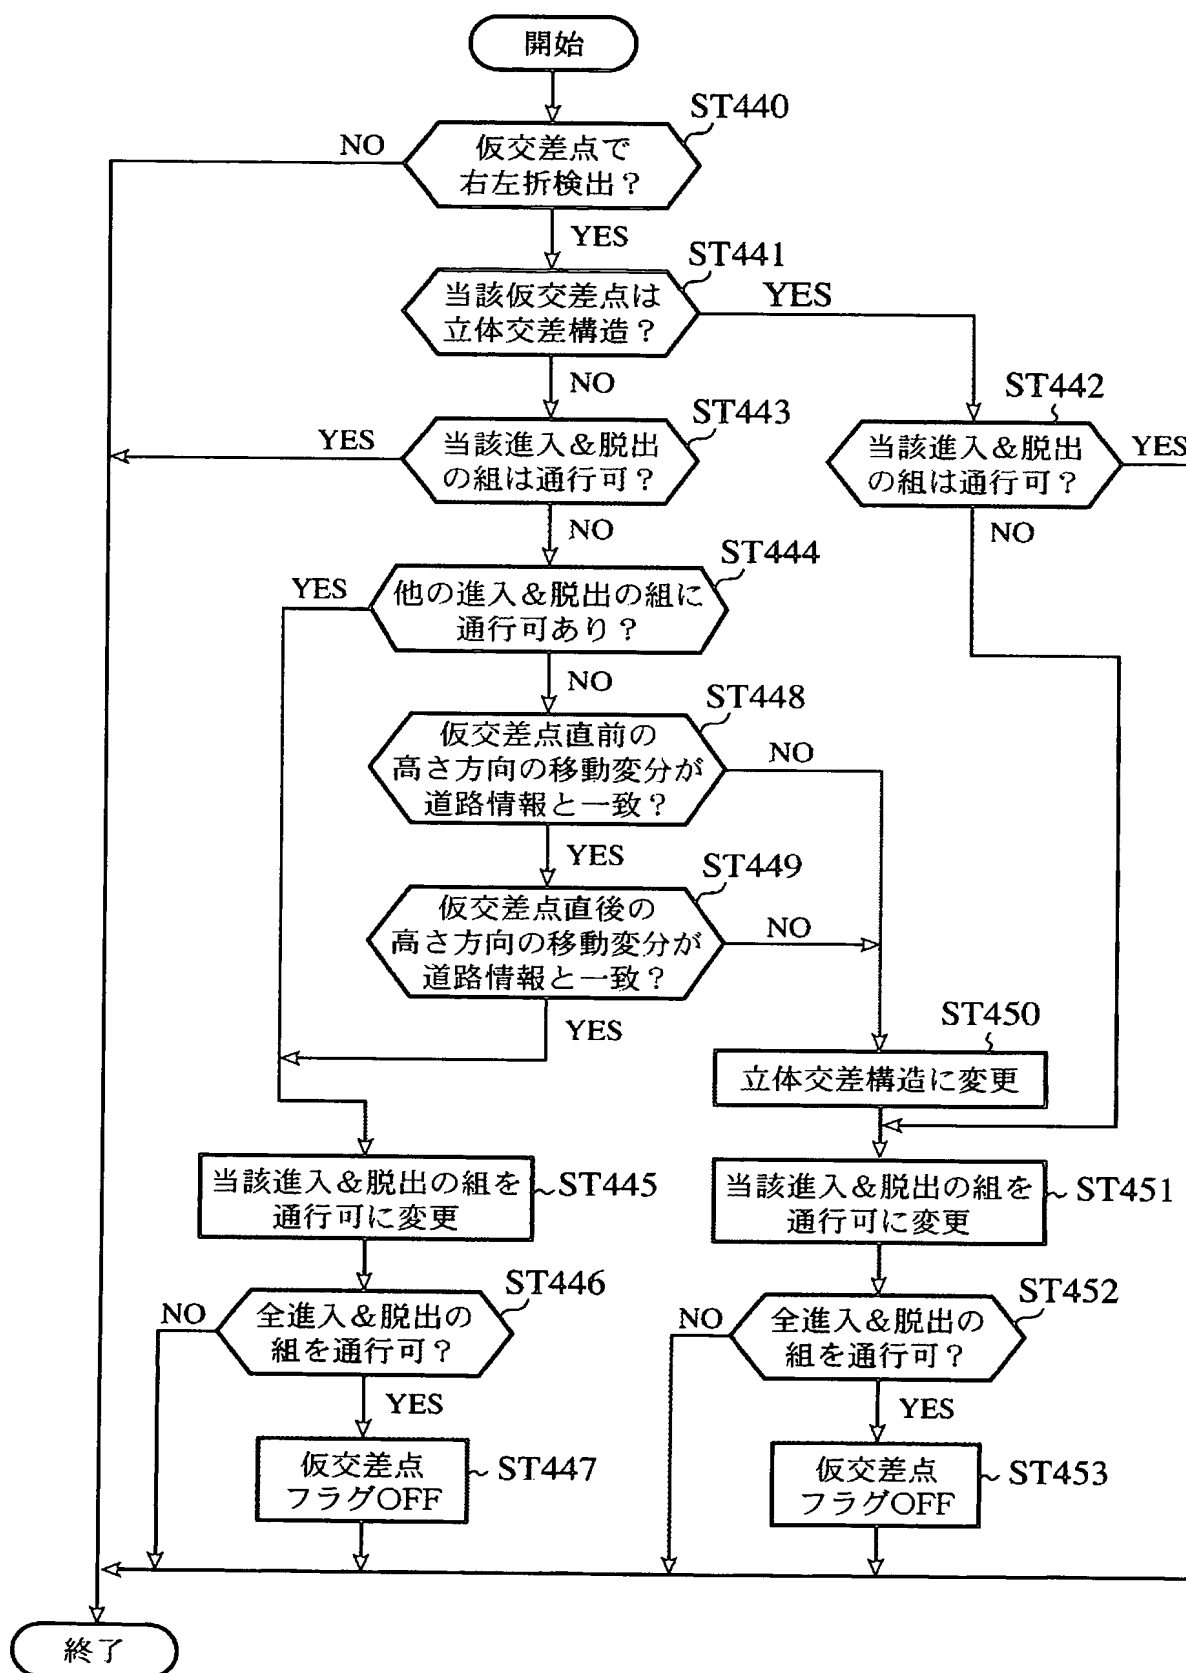 開始
ST440
仮交差点で
右左折検出？
NO
YES
ST441
当該仮交差点は
立体交差構造？
YES
NO
ST442
当該進入＆脱出
の組は通行可？
YES
NO
ST443
当該進入＆脱出
の組は通行可？
YES
NO
ST444
他の進入＆脱出の組に
通行可あり？
YES
NO
ST448
仮交差点直前の
高さ方向の移動変分が
道路情報と一致？
NO
YES
ST449
仮交差点直後の
高さ方向の移動変分が
道路情報と一致？
NO
YES
ST450
立体交差構造に変更
当該進入＆脱出の組を
通行可に変更
ST445
当該進入＆脱出の組を
通行可に変更
ST451
ST446
全進入＆脱出の
組を通行可？
NO
YES
ST452
全進入＆脱出の
組を通行可？
NO
YES
仮交差点
フラグOFF
ST447
仮交差点
フラグOFF
ST453
終了